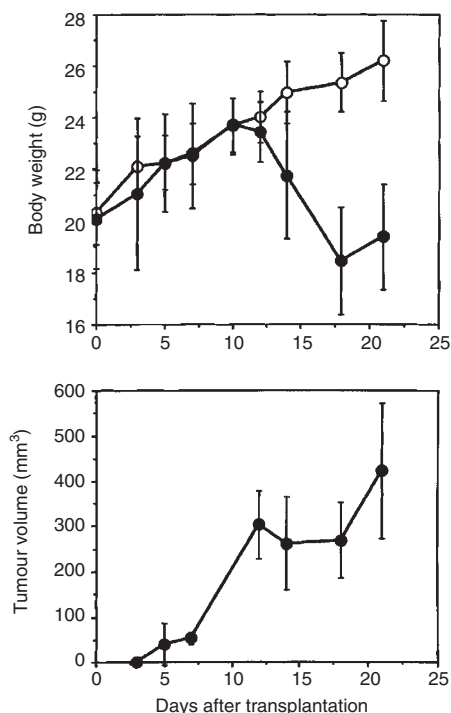 28
26
24
22
20
18
16
Body weight (g)
0 5 10 15 20 25
600
500
400
300
200
100
0
Tumour volume (mm³)
0 5 10 15 20 25
Days after transplantation